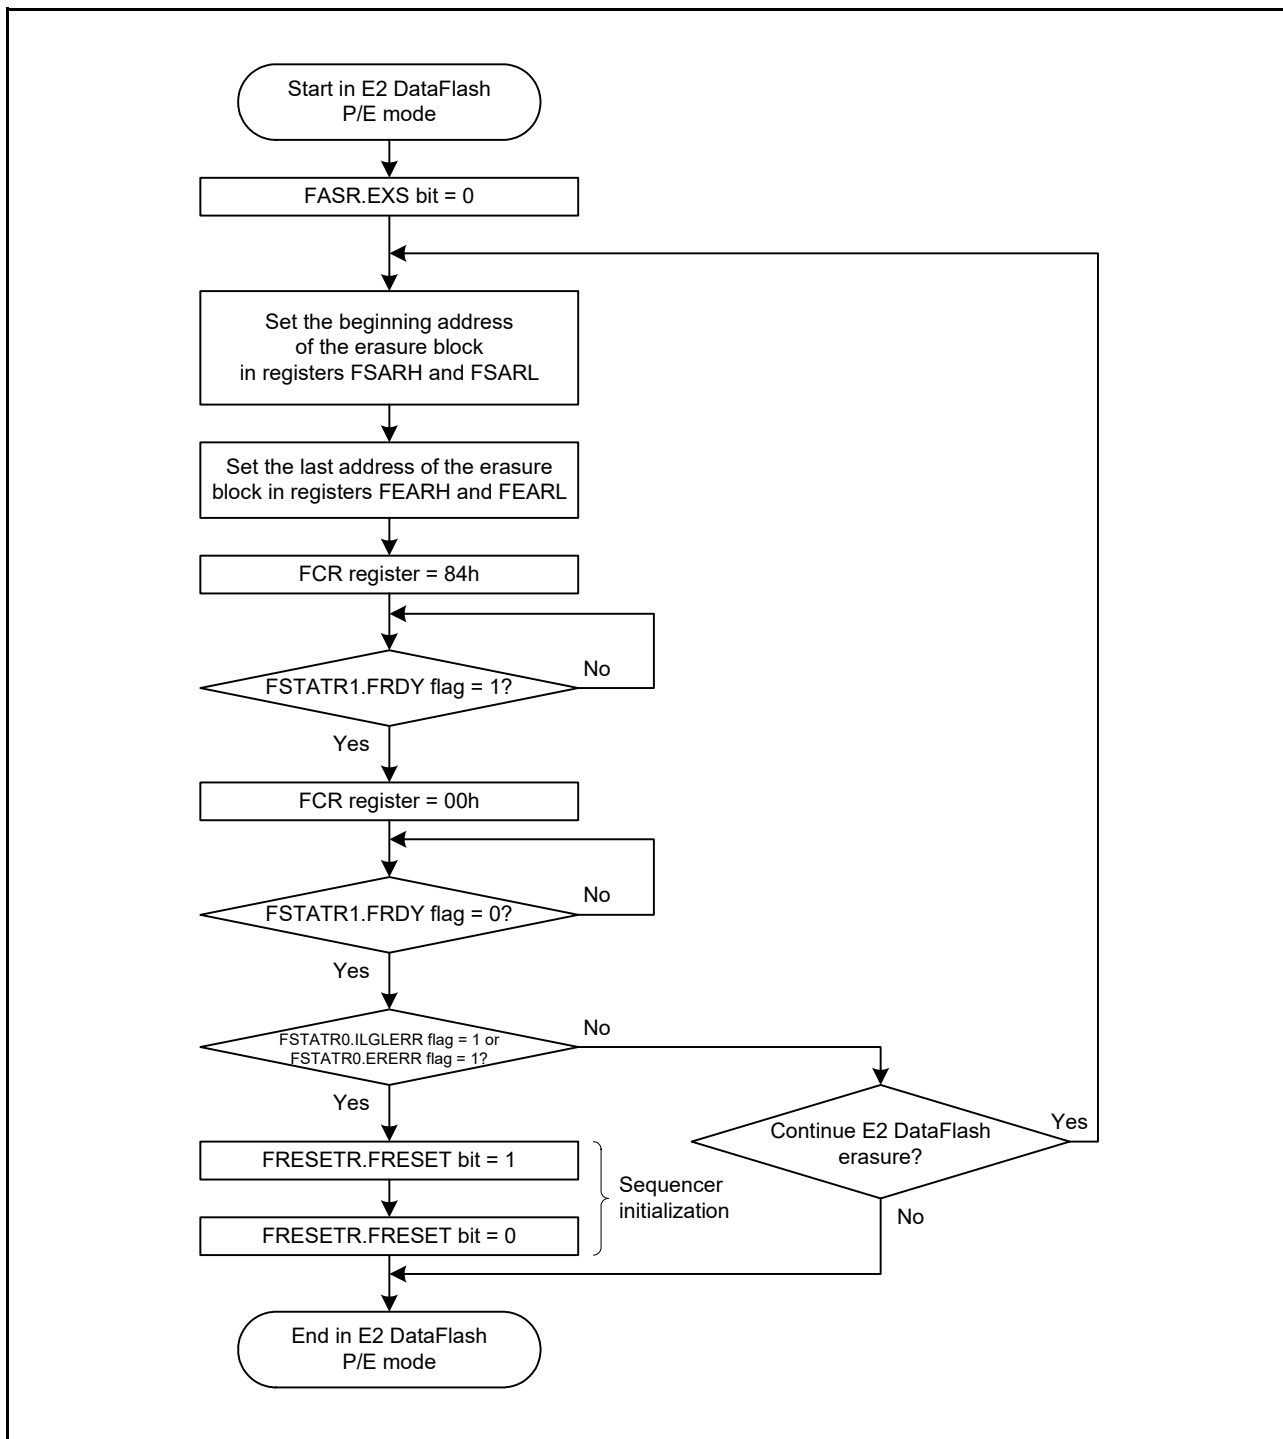 Start in E2 DataFlash
P/E mode
FASR.EXS bit = 0
Set the beginning address
of the erasure block
in registers FSARH and FSARL
Set the last address of the erasure
block in registers FEARH and FEARL
FCR register = 84h
FSTATR1.FRDY flag = 1?
No
Yes
FCR register = 00h
FSTATR1.FRDY flag = 0?
No
Yes
FSTATR0.ILGLERR flag = 1 or
FSTATR0.ERERR flag = 1?
No
Yes
Continue E2 DataFlash
erasure?
Yes
No
FRESETR.FRESET bit = 1
FRESETR.FRESET bit = 0
Sequencer
initialization
End in E2 DataFlash
P/E mode